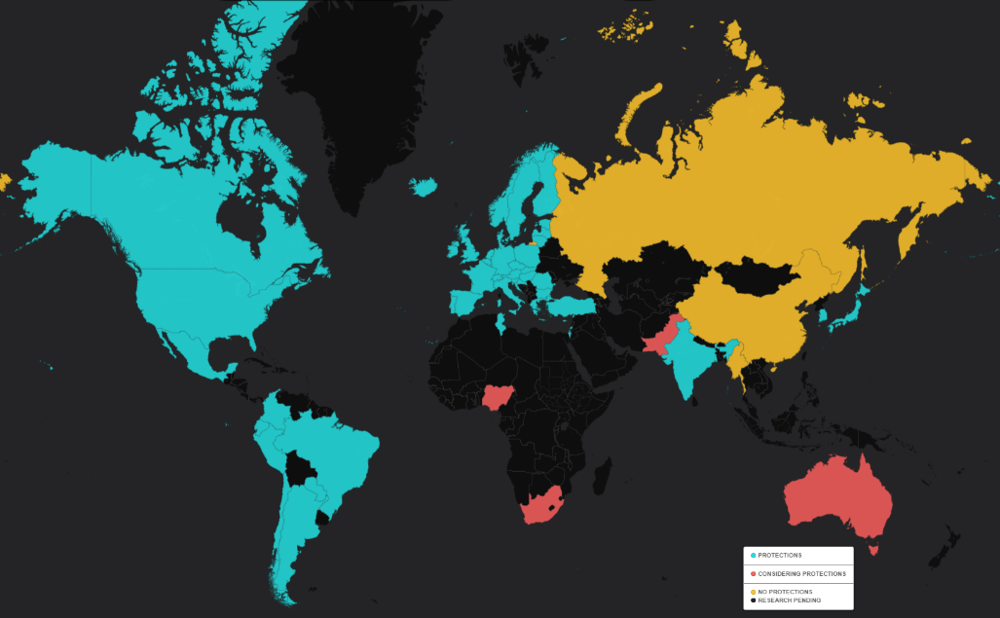 PROTECTIONS
CONSIDERING PROTECTIONS
NO PROTECTIONS
RESEARCH PENDING